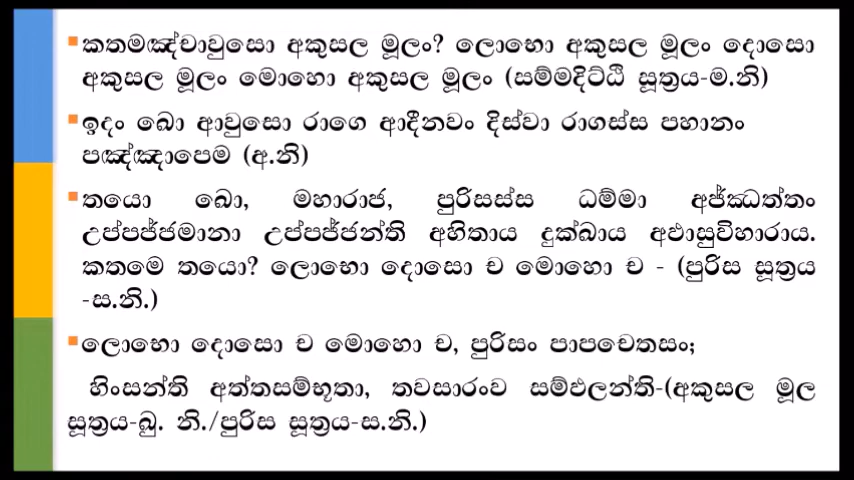 කතමඤ්චාවුසො අකුසල මූලං? ලොභො අකුසල මූලං දොසො
අකුසල මූලං මොහො අකුසල මූලං (සම්මදිට්ඨි සූත්‍රය-ම.නි)
ඉදං ඛො ආවුසො රාගෙ ආදීනවං දිස්වා රාගස්ස පහානං
පඤ්ඤාපෙම (අ.නි)
තයො ඛො, මහාරාජ, පුරිසස්ස ධම්මා අජ්ඣත්තං
උප්පජ්ජමානා උප්පජ්ජන්ති අහිතාය දුක්ඛාය අඵාසුවිහාරාය.
කතමෙ තයො? ලොභො දොසො ච මොහො ච - (පුරිස සූත්‍රය
-ස.නි.)
ලොභො දොසො ච මොහො ච, පුරිසං පාපචෙතසං;
හිංසන්ති අත්තසම්භූතා, තචසාරංව සම්ඵලන්ති-(අකුසල මූල
සූත්‍රය-ඛු. නි./පුරිස සූත්‍රය-ස.නි.)